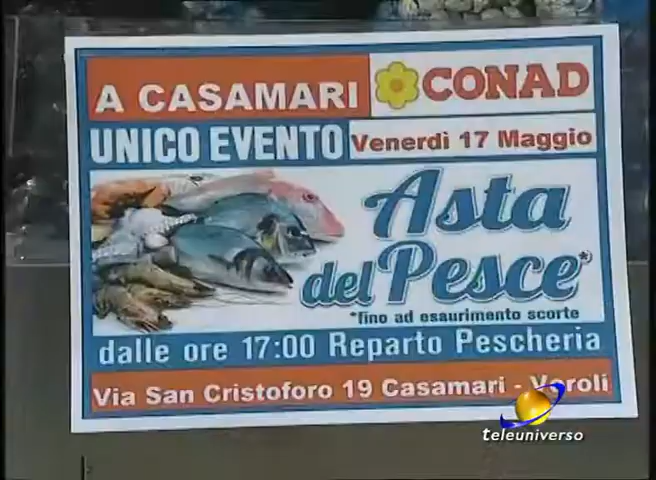 A CASAMARI CONAD
UNICO EVENTO Venerdì 17 Maggio
Asta
del Pesce*
*fino ad esaurimento scorte
dalle ore 17:00 Reparto Pescheria
Via San Cristoforo 19 Casamari - Veroli
teleuniverso